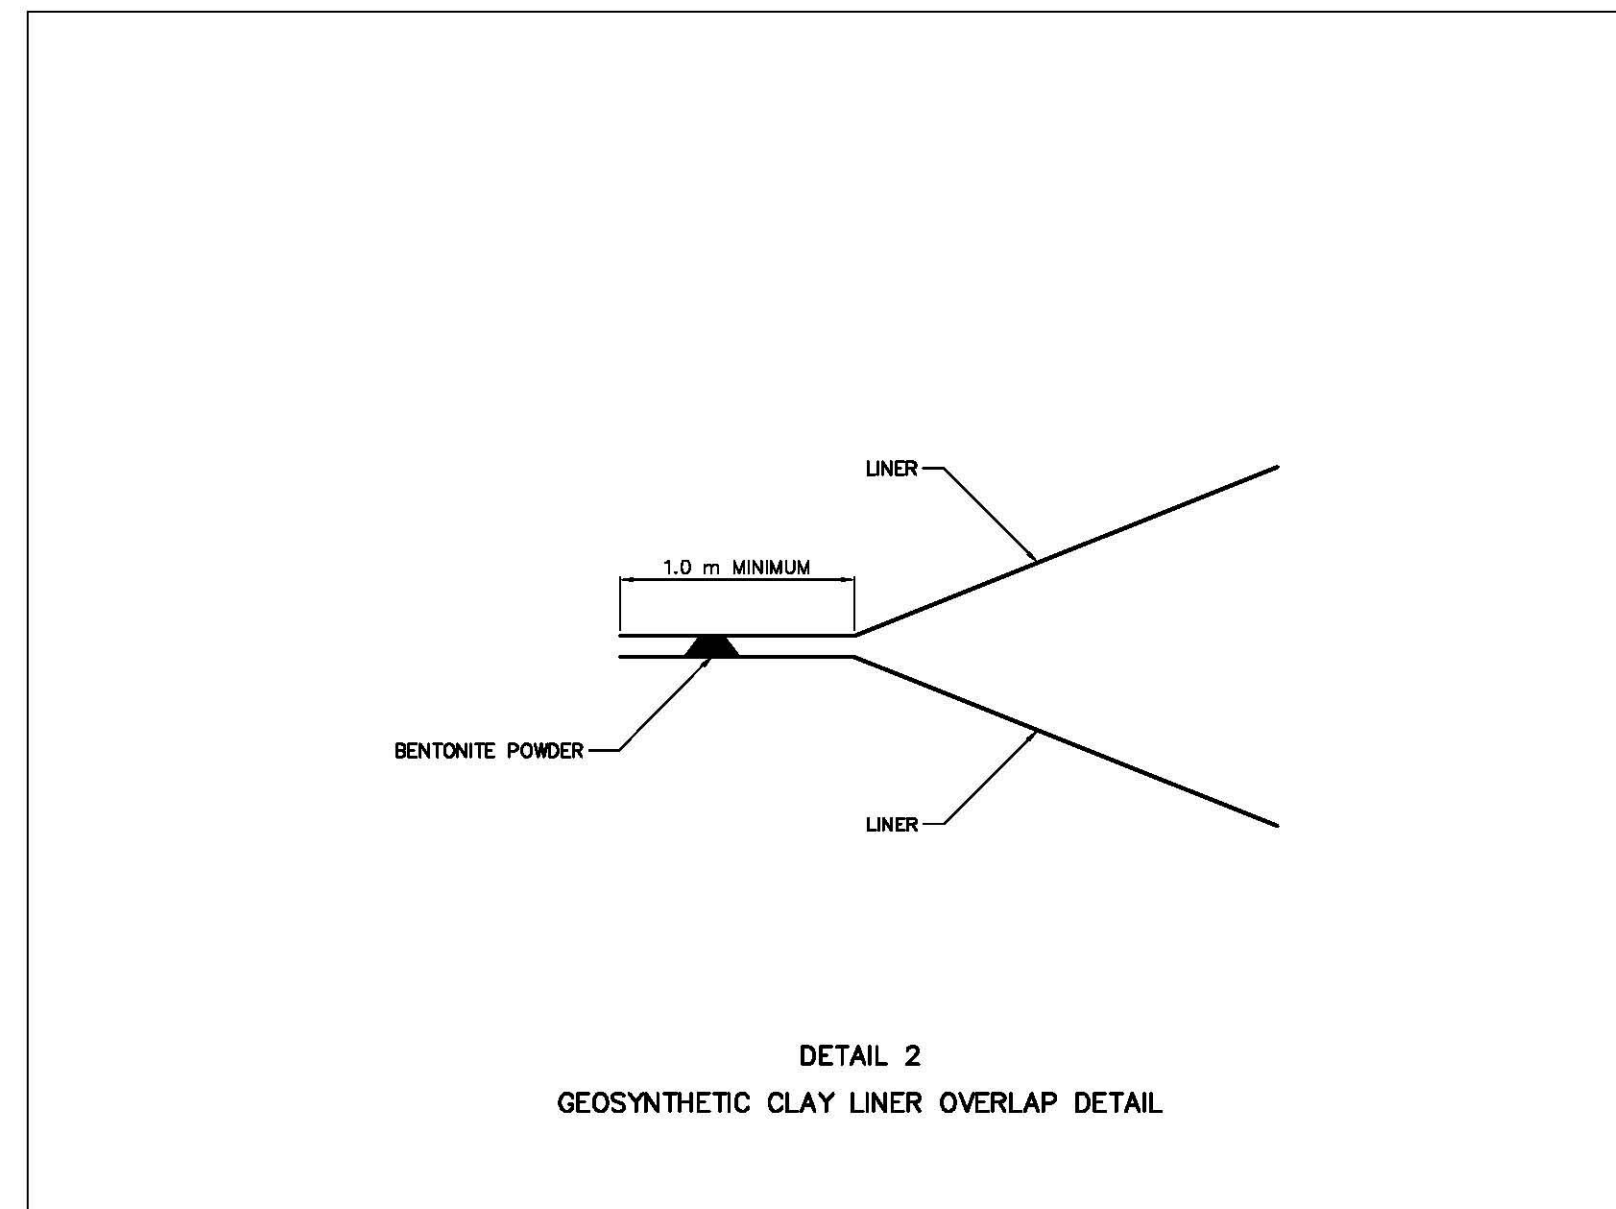 LINER
1.0 m MINIMUM
BENTONITE POWDER
LINER
DETAIL 2
GEOSYNTHETIC CLAY LINER OVERLAP DETAIL